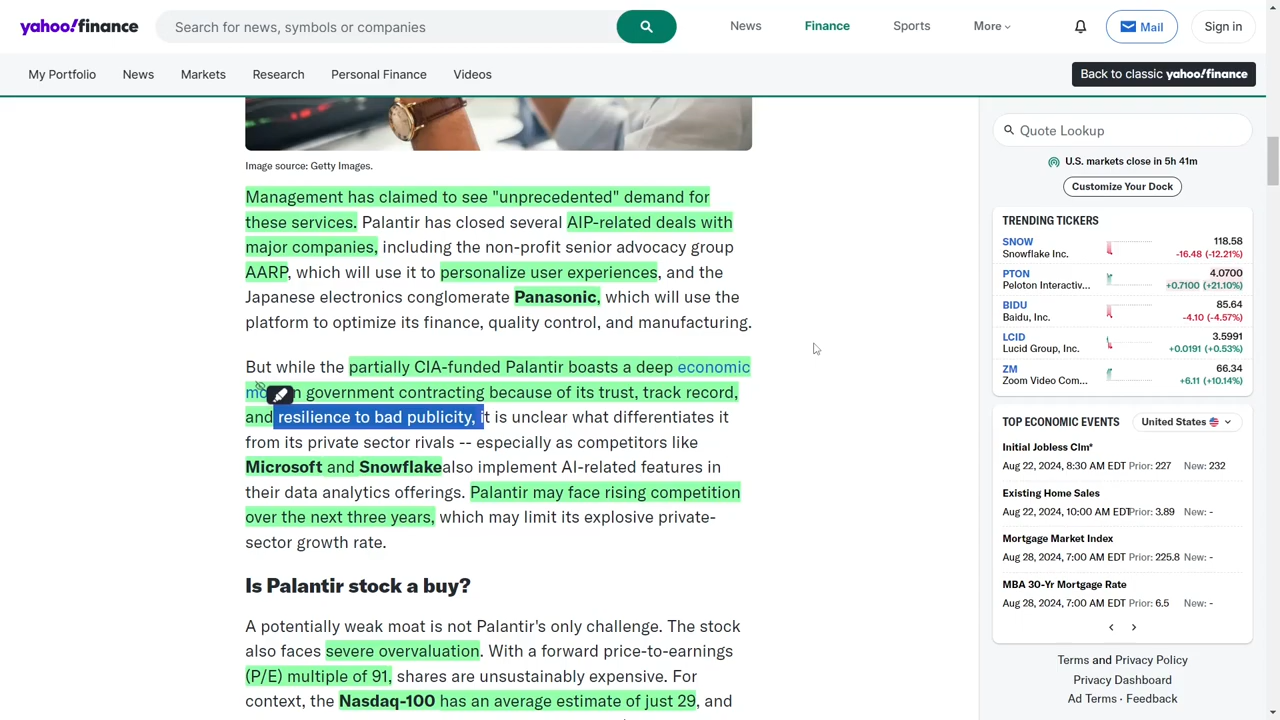 yahoo!finance
Search for news, symbols or companies
News
Finance
Sports
More
Mail
Sign in
My Portfolio
News
Markets
Research
Personal Finance
Videos
Back to classic yahoo!finance
Image source: Getty Images.
Management has claimed to see "unprecedented" demand for
these services. Palantir has closed several AIP-related deals with
major companies, including the non-profit senior advocacy group
AARP, which will use it to personalize user experiences, and the
Japanese electronics conglomerate Panasonic, which will use the
platform to optimize its finance, quality control, and manufacturing.
But while the partially CIA-funded Palantir boasts a deep economic
n government contracting because of its trust, track record,
and resilience to bad publicity, it is unclear what differentiates it
from its private sector rivals -- especially as competitors like
Microsoft and Snowflakealso implement AI-related features in
their data analytics offerings. Palantir may face rising competition
over the next three years, which may limit its explosive private-
sector growth rate.
Is Palantir stock a buy?
A potentially weak moat is not Palantir's only challenge. The stock
also faces severe overvaluation. With a forward price-to-earnings
(P/E) multiple of 91, shares are unsustainably expensive. For
context, the Nasdaq-100 has an average estimate of just 29, and
Quote Lookup
U.S. markets close in 5h 41m
Customize Your Dock
TRENDING TICKERS
SNOW 118.58
Snowflake Inc. -16.48 (-12.21%)
PTON 4.0700
Peloton Interactiv... +0.7100 (+21.10%)
BIDU 85.64
Baidu, Inc. -4.10 (-4.57%)
LCID 3.5991
Lucid Group, Inc. +0.0191 (+0.53%)
ZM 66.34
Zoom Video Com... +6.11 (+10.14%)
TOP ECONOMIC EVENTS
United States
Initial Jobless Clm*
Aug 22, 2024, 8:30 AM EDT Prior: 227 New: 232
Existing Home Sales
Aug 22, 2024, 10:00 AM EDT Prior: 3.89 New: -
Mortgage Market Index
Aug 28, 2024, 7:00 AM EDT Prior: 225.8 New: -
MBA 30-Yr Mortgage Rate
Aug 28, 2024, 7:00 AM EDT Prior: 6.5 New: -
Terms and Privacy Policy
Privacy Dashboard
Ad Terms · Feedback